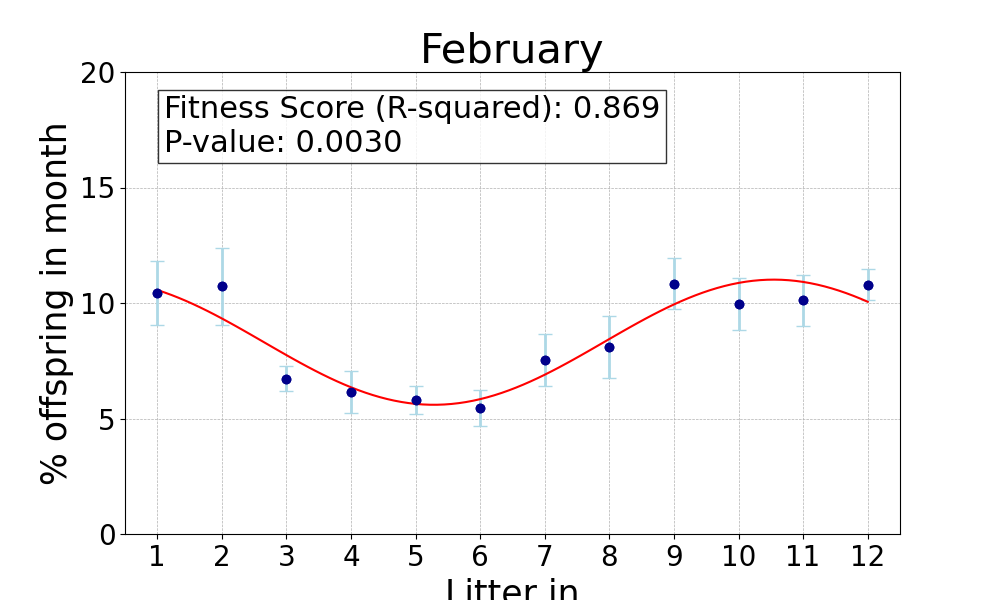 February
Fitness Score (R-squared): 0.869
P-value: 0.0030
% offspring in month
20
15
10
5
0
1 2 3 4 5 6 7 8 9 10 11 12
Litter in